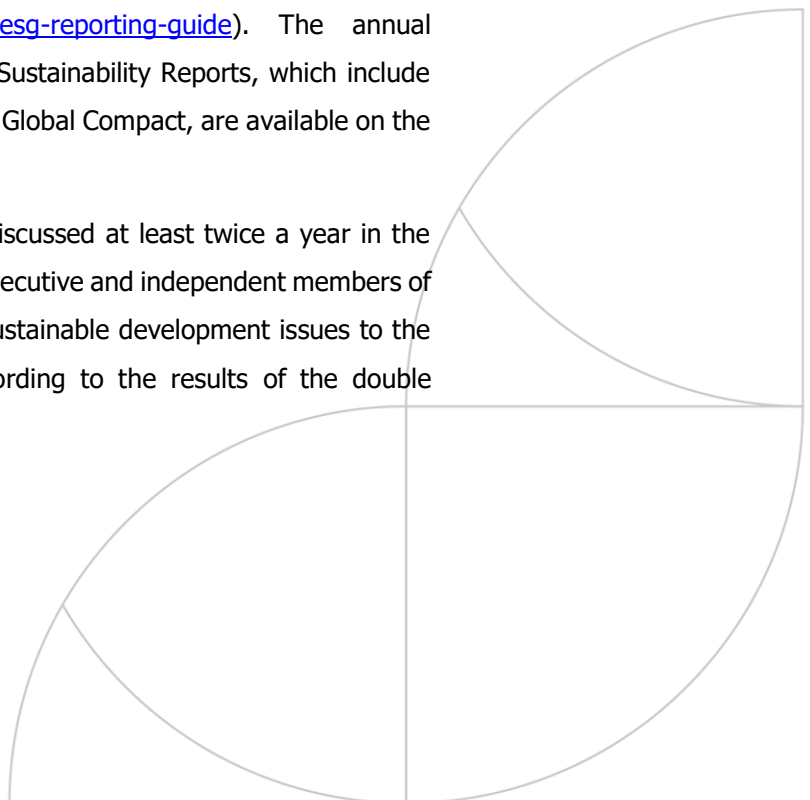 esg-reporting-guide). The annual
Sustainability Reports, which include
Global Compact, are available on the
iscussed at least twice a year in the
ecutive and independent members of
ustainable development issues to the
ording to the results of the double